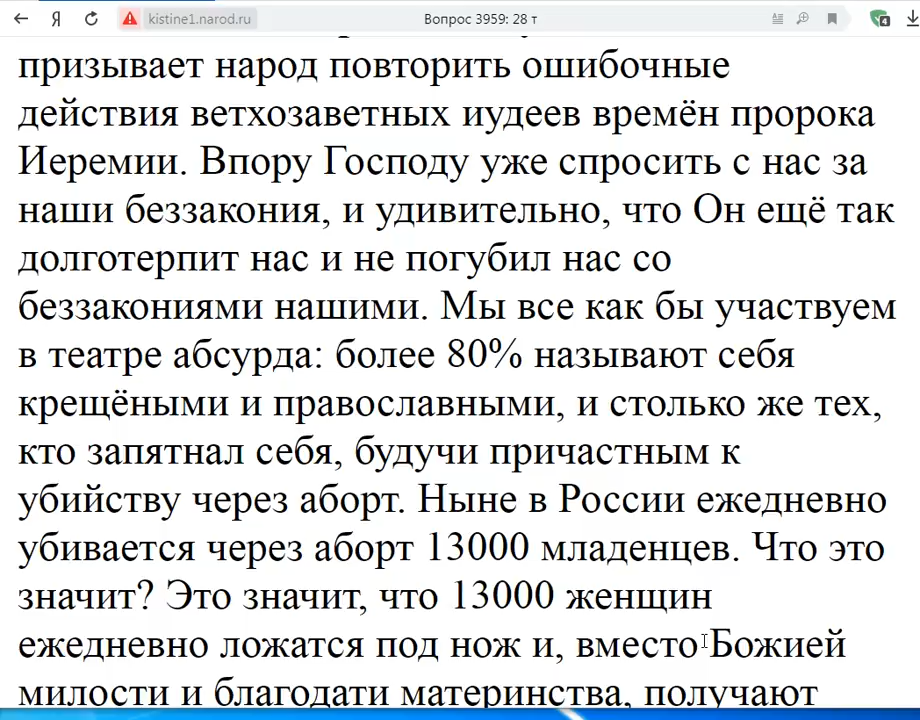 kistine1.narod.ru
Вопрос 3959: 28 т
4
призывает народ повторить ошибочные
действия ветхозаветных иудеев времён пророка
Иеремии. Впору Господу уже спросить с нас за
наши беззакония, и удивительно, что Он ещё так
долготерпит нас и не погубил нас со
беззакониями нашими. Мы все как бы участвуем
в театре абсурда: более 80% называют себя
крещёными и православными, и столько же тех,
кто запятнал себя, будучи причастным к
убийству через аборт. Ныне в России ежедневно
убивается через аборт 13000 младенцев. Что это
значит? Это значит, что 13000 женщин
ежедневно ложатся под нож и, вместо Божией
милости и благодати материнства, получают